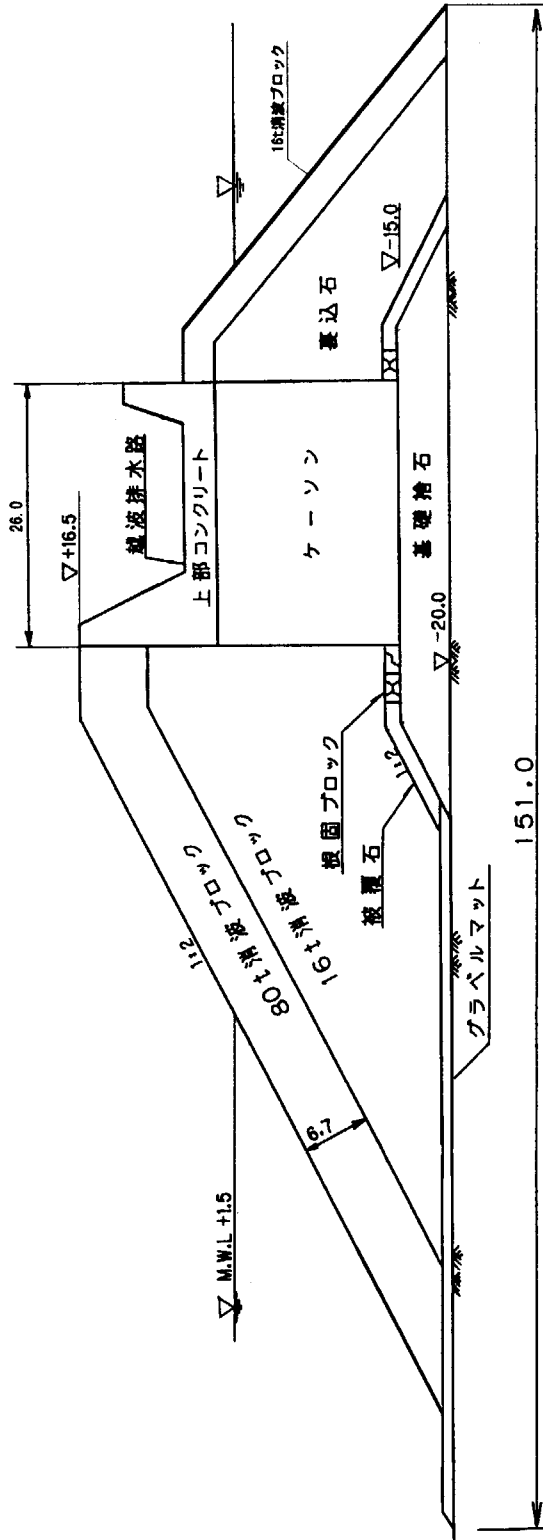 26.0
▽+16.5
越波排水路
上部コンクリート
16t消波ブロック
ケーソン
裏込石
▽-15.0
基礎捨石
▽-20.0
1:2
80t消波ブロック
16t消波ブロック
6.7
▽ M.W.L +1.5
根固ブロック
1:2
被覆石
グラベルマット
151.0